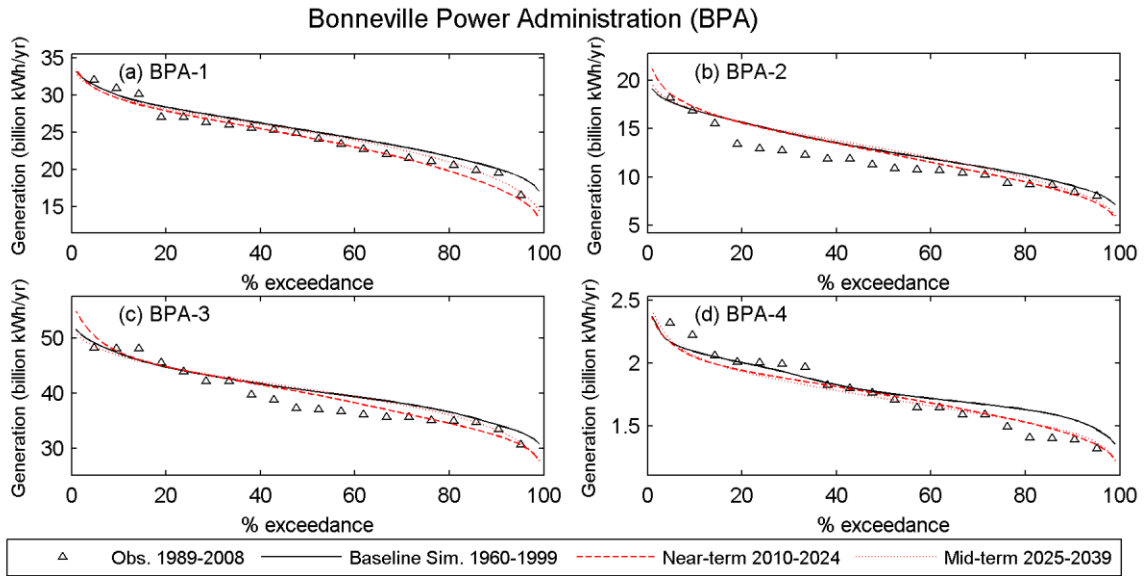 Bonneville Power Administration (BPA)
(a) BPA-1
Generation (billion kWh/yr)
35
30
25
20
15
0 20 40 60 80 100
% exceedance
(b) BPA-2
Generation (billion kWh/yr)
20
15
10
5
0 20 40 60 80 100
% exceedance
(c) BPA-3
Generation (billion kWh/yr)
50
40
30
0 20 40 60 80 100
% exceedance
(d) BPA-4
Generation (billion kWh/yr)
2.5
2
1.5
0 20 40 60 80 100
% exceedance
Obs. 1989-2008 Baseline Sim. 1960-1999 Near-term 2010-2024 Mid-term 2025-2039